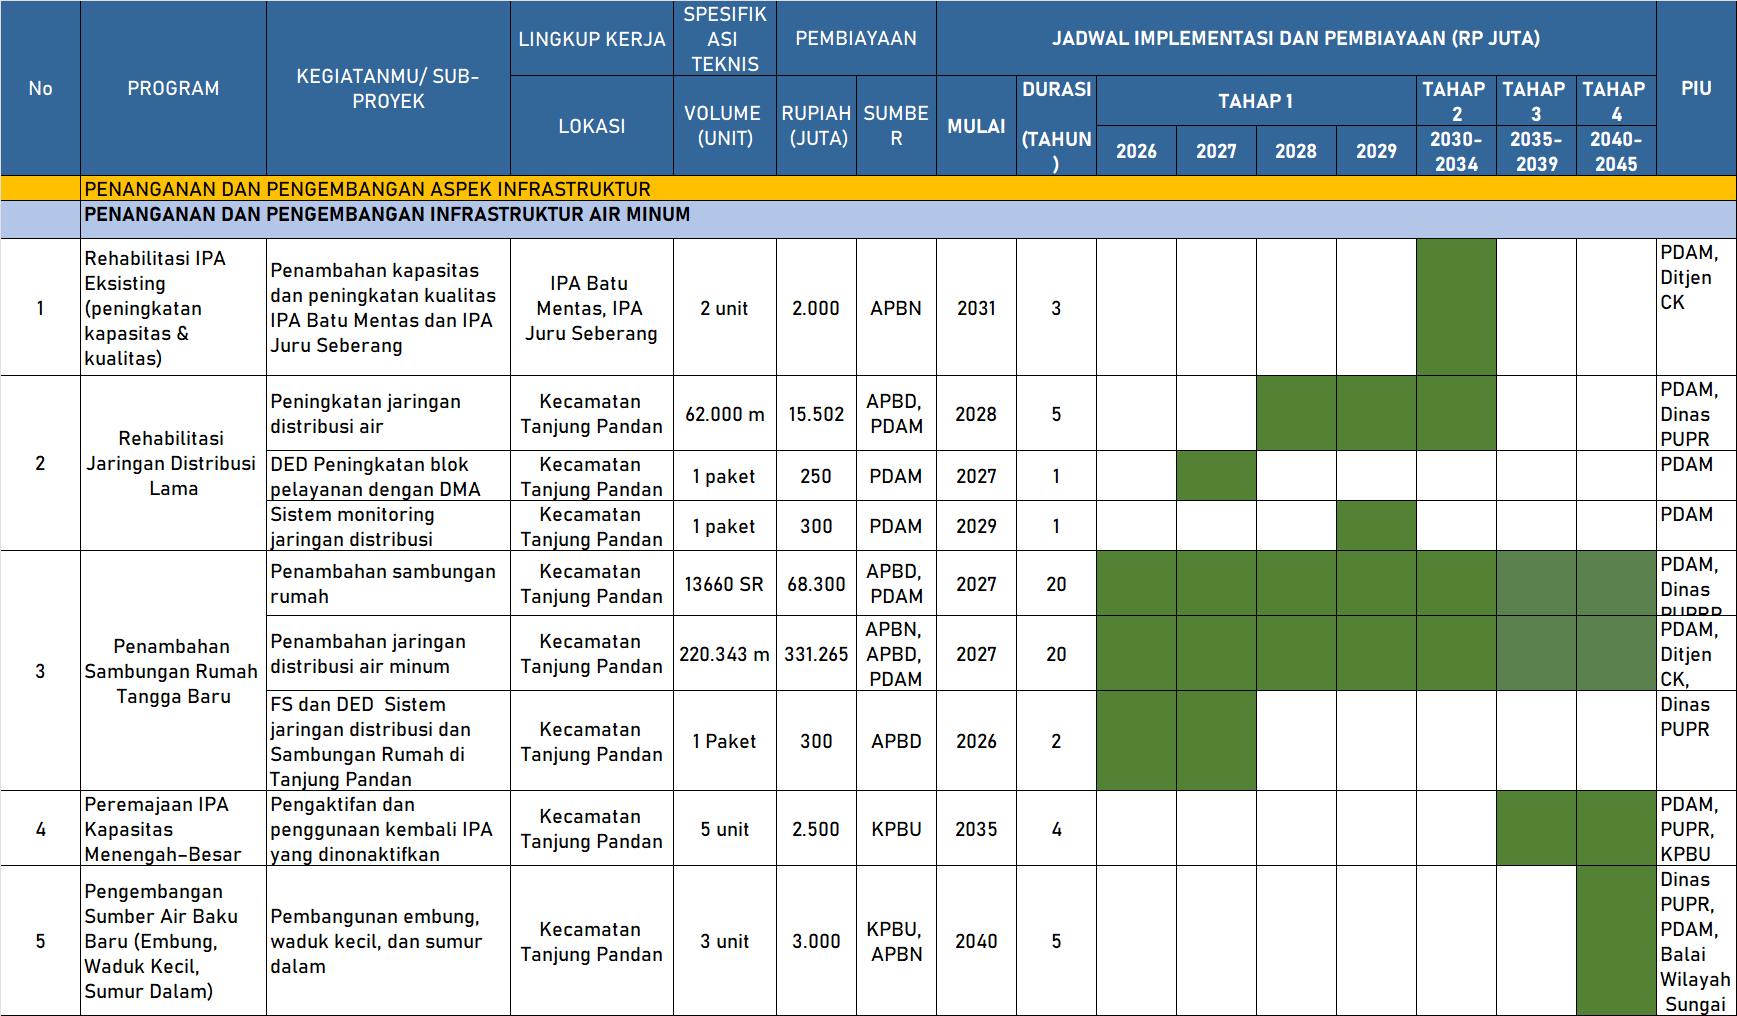 No
PROGRAM
KEGIATANMU/ SUB-
PROYEK
LINGKUP KERJA
LOKASI
SPESIFIK
ASI
TEKNIS
VOLUME
(UNIT)
PEMBIAYAAN
RUPIAH
(JUTA)
SUMBE
R
JADWAL IMPLEMENTASI DAN PEMBIAYAAN (RP JUTA)
MULAI
DURASI
(TAHUN
)
TAHAP 1
2026
2027
2028
2029
TAHAP
2
2030-
2034
TAHAP
3
2035-
2039
TAHAP
4
2040-
2045
PIU
PENANGANAN DAN PENGEMBANGAN ASPEK INFRASTRUKTUR
PENANGANAN DAN PENGEMBANGAN INFRASTRUKTUR AIR MINUM
1
Rehabilitasi IPA
Eksisting
(peningkatan
kapasitas &
kualitas)
Penambahan kapasitas
dan peningkatan kualitas
IPA Batu Mentas dan IPA
Juru Seberang
IPA Batu
Mentas, IPA
Juru Seberang
2 unit
2.000
APBN
2031
3
PDAM,
Ditjen
CK
2
Rehabilitasi
Jaringan Distribusi
Lama
Peningkatan jaringan
distribusi air
Kecamatan
Tanjung Pandan
62.000 m
15.502
APBD,
PDAM
2028
5
PDAM,
Dinas
PUPR
DED Peningkatan blok
pelayanan dengan DMA
Kecamatan
Tanjung Pandan
1 paket
250
PDAM
2027
1
PDAM
Sistem monitoring
jaringan distribusi
Kecamatan
Tanjung Pandan
1 paket
300
PDAM
2029
1
PDAM
3
Penambahan
Sambungan Rumah
Tangga Baru
Penambahan sambungan
rumah
Kecamatan
Tanjung Pandan
13660 SR
68.300
APBD,
PDAM
2027
20
PDAM,
Dinas
Penambahan jaringan
distribusi air minum
Kecamatan
Tanjung Pandan
220.343 m
331.265
APBN,
APBD,
PDAM
2027
20
PDAM,
Ditjen
CK,
FS dan DED  Sistem
jaringan distribusi dan
Sambungan Rumah di
Tanjung Pandan
Kecamatan
Tanjung Pandan
1 Paket
300
APBD
2026
2
Dinas
PUPR
4
Peremajaan IPA
Kapasitas
Menengah–Besar
Pengaktifan dan
penggunaan kembali IPA
yang dinonaktifkan
Kecamatan
Tanjung Pandan
5 unit
2.500
KPBU
2035
4
PDAM,
PUPR,
KPBU
5
Pengembangan
Sumber Air Baku
Baru (Embung,
Waduk Kecil,
Sumur Dalam)
Pembangunan embung,
waduk kecil, dan sumur
dalam
Kecamatan
Tanjung Pandan
3 unit
3.000
KPBU,
APBN
2040
5
Dinas
PUPR,
PDAM,
Balai
Wilayah
Sungai